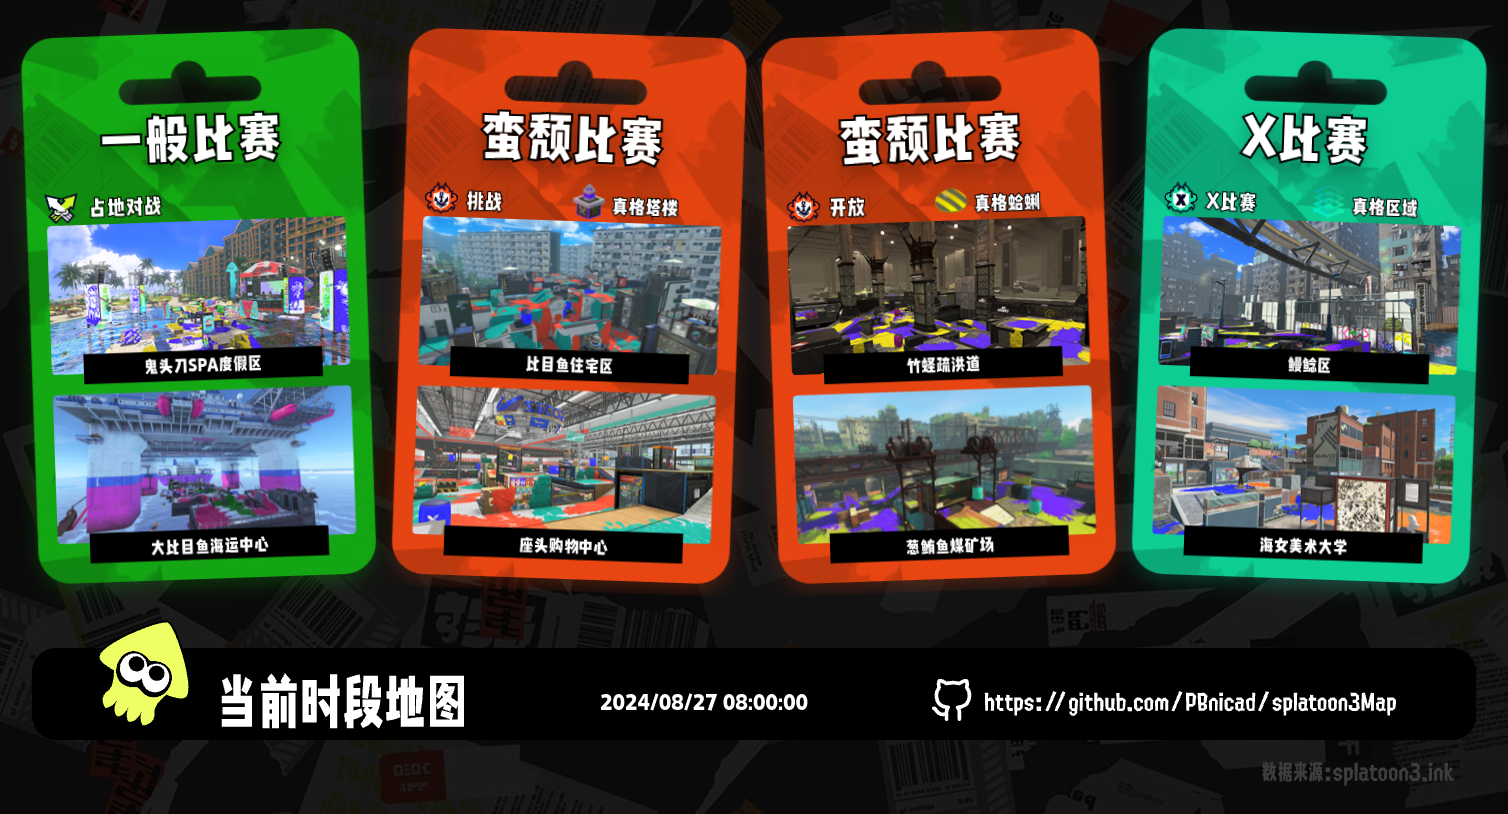 一般比赛
占地对战
鬼头刀SPA度假区
大比目鱼海运中心
蛮颓比赛
挑战
真格塔楼
比目鱼住宅区
座头购物中心
蛮颓比赛
开放
真格蛤蜊
竹蛏疏洪道
葱鲔鱼煤矿场
X比赛
X比赛
真格区域
鳗鲶区
海女美术大学
当前时段地图
2024/08/27 08:00:00
https://github.com/PBnicad/splatoon3Map
数据来源:splatoon3.ink